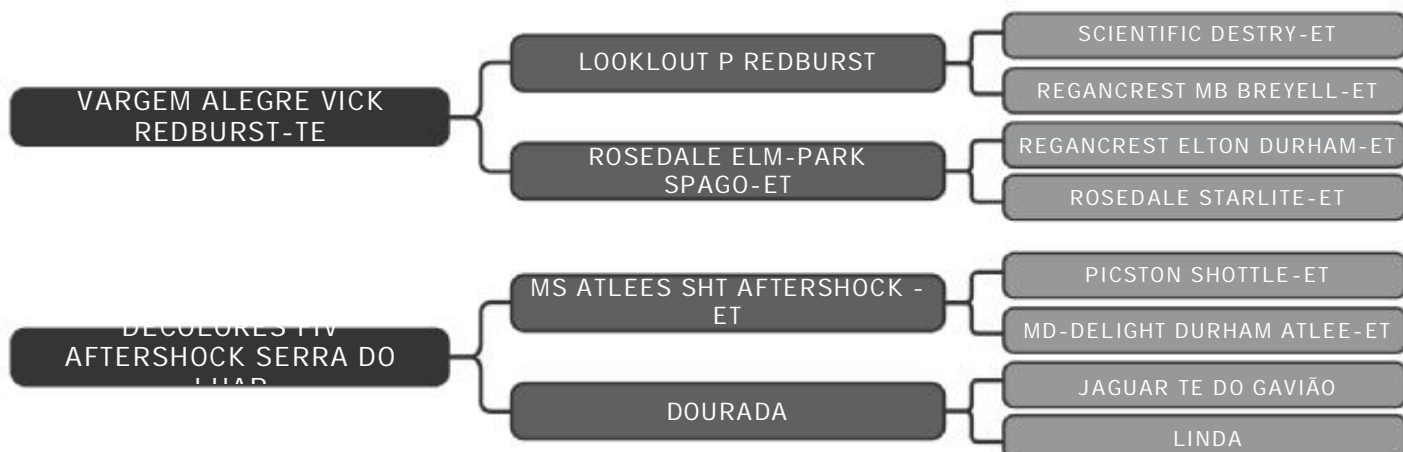 VARGEM ALEGRE VICK
REDBURST-TE
LOOKLOUT P REDBURST
SCIENTIFIC DESTRY-ET
REGANCREST MB BREYELL-ET
ROSEDALE ELM-PARK
SPAGO-ET
REGANCREST ELTON DURHAM-ET
ROSEDALE STARLITE-ET
DECOLORES FIV
AFTERSHOCK SERRA DO
MS ATLEES SHT AFTERSHOCK -
ET
PICSTON SHOTTLE-ET
MD-DELIGHT DURHAM ATLEE-ET
DOURADA
JAGUAR TE DO GAVIÃO
LINDA